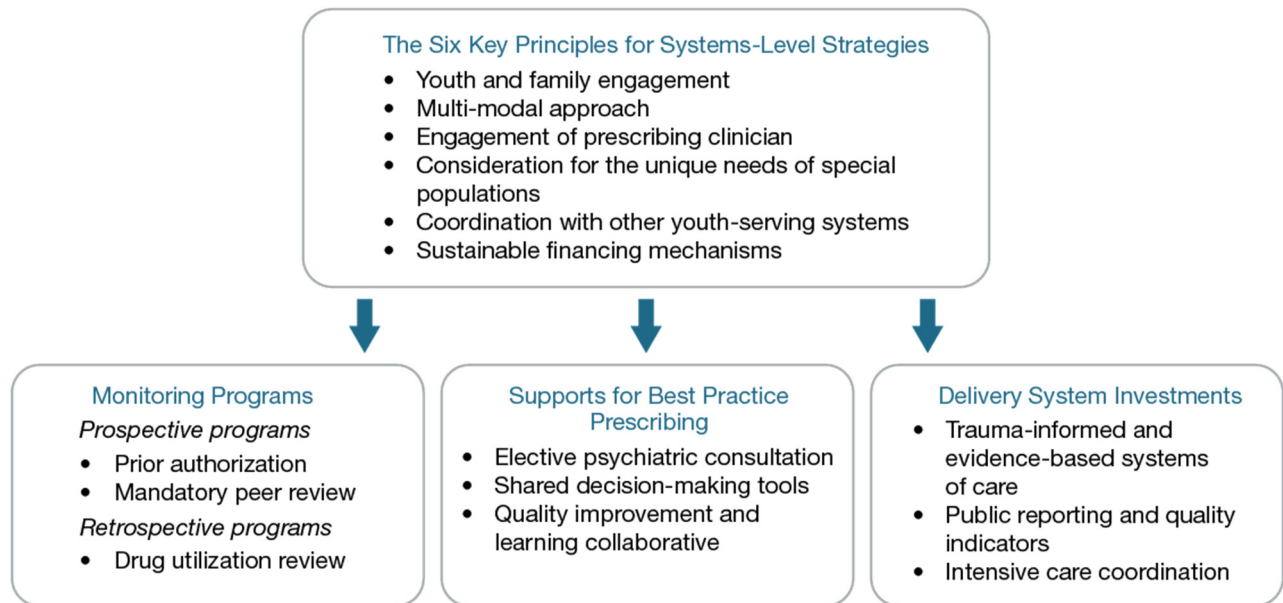 The Six Key Principles for Systems-Level Strategies
• Youth and family engagement
• Multi-modal approach
• Engagement of prescribing clinician
• Consideration for the unique needs of special
populations
• Coordination with other youth-serving systems
• Sustainable financing mechanisms
Monitoring Programs
Prospective programs
• Prior authorization
• Mandatory peer review
Retrospective programs
• Drug utilization review
Supports for Best Practice
Prescribing
• Elective psychiatric consultation
• Shared decision-making tools
• Quality improvement and
learning collaborative
Delivery System Investments
• Trauma-informed and
evidence-based systems
of care
• Public reporting and quality
indicators
• Intensive care coordination